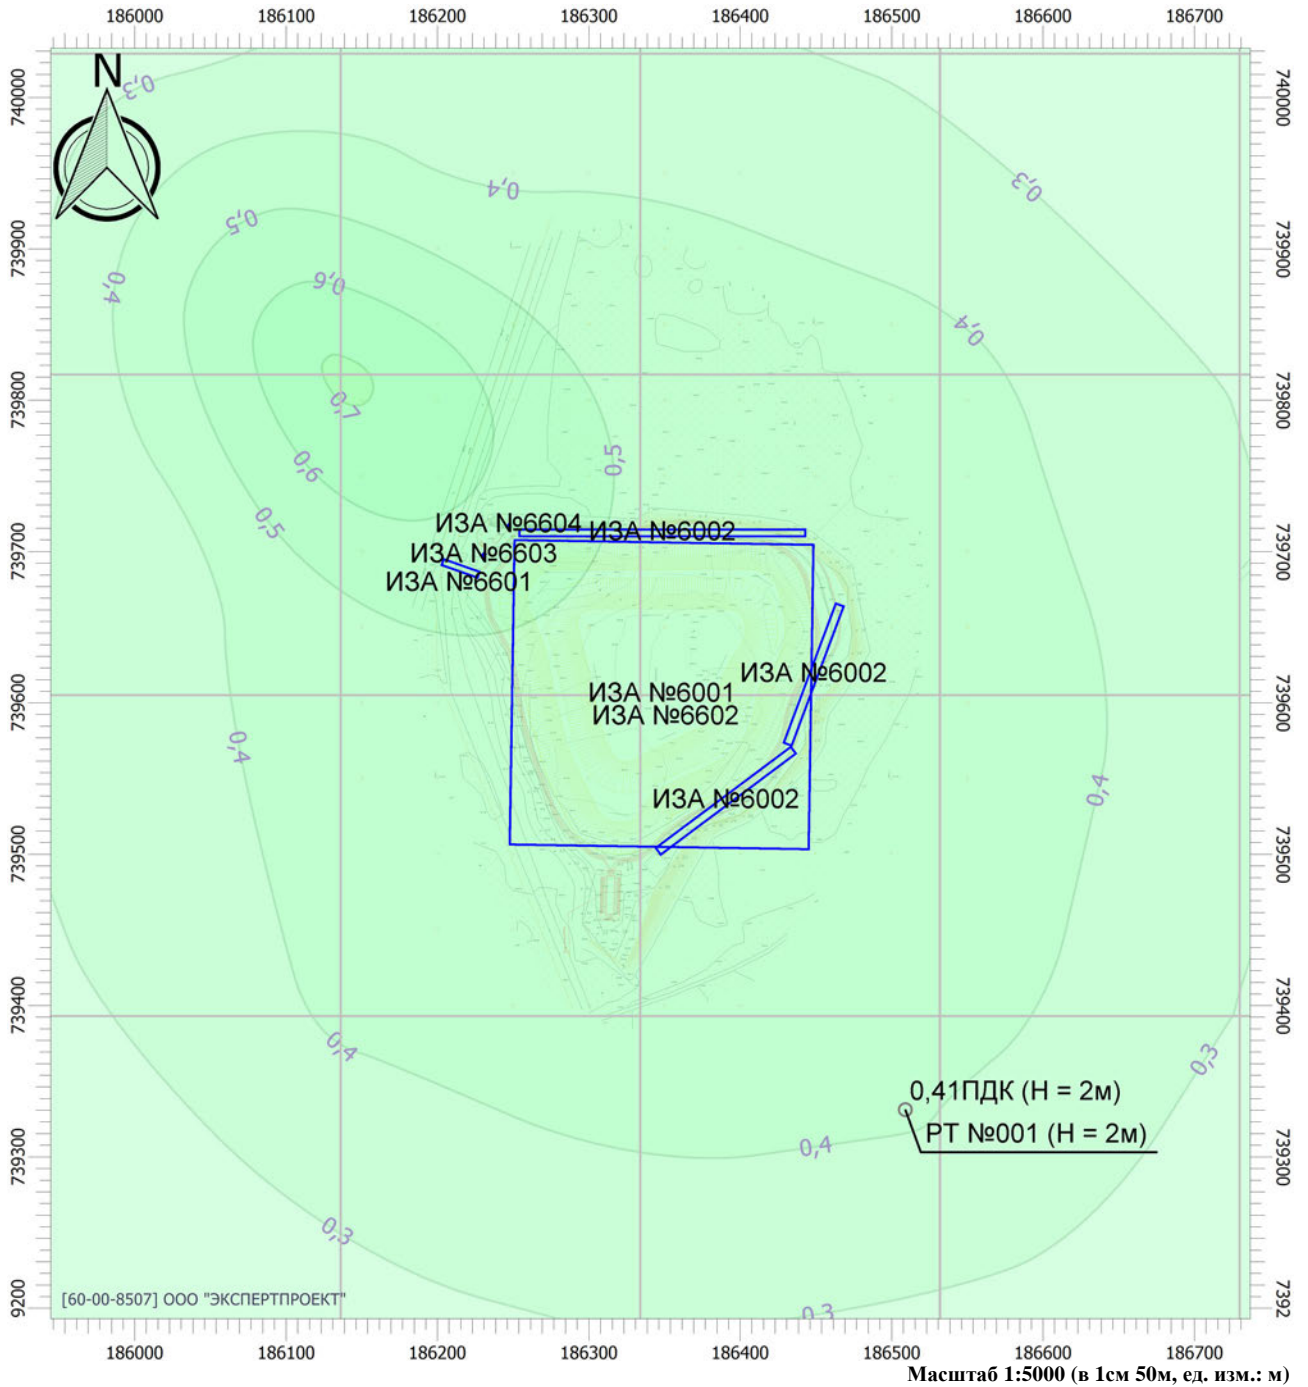 186000 186100 186200 186300 186400 186500 186600 186700
N
740000 740000
739900 739900
739800 739800
739700 739700
739600 739600
739500 739500
739400 739400
739300 739300
9200 7392
0,3
0,4
0,3
0,5
0,4
0,6
0,4
0,7
0,5
0,6
0,5
ИЗА №6604
ИЗА №6002
ИЗА №6603
ИЗА №6601
ИЗА №6002
ИЗА №6001
ИЗА №6602
0,4
0,4
ИЗА №6002
0,4
0,3
0,41ПДК (H = 2м)
РТ №001 (H = 2м)
0,4
0,3
0,3
[60-00-8507] ООО "ЭКСПЕРТПРОЕКТ"
186000 186100 186200 186300 186400 186500 186600 186700
Масштаб 1:5000 (в 1см 50м, ед. изм.: м)